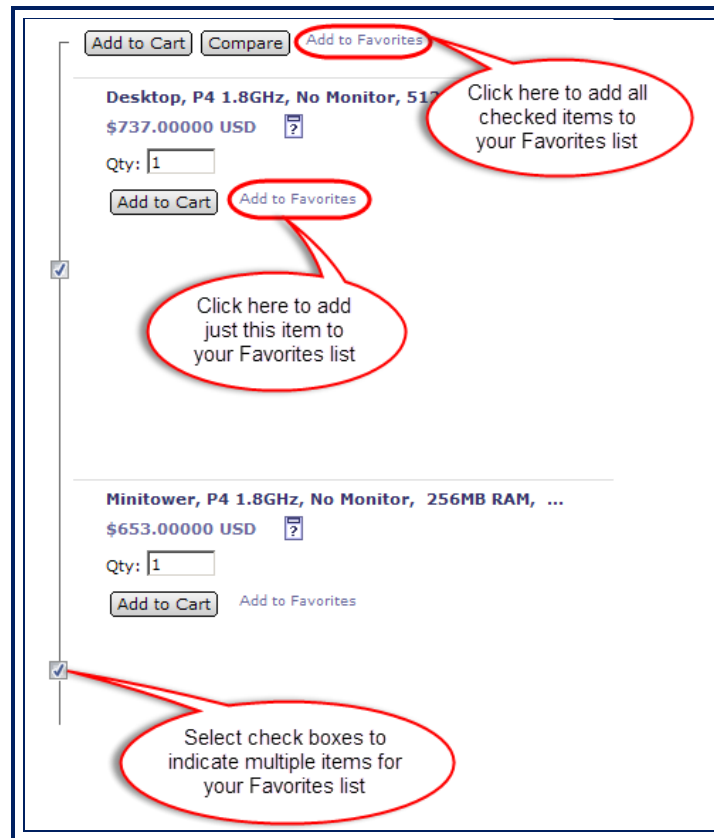 Add to Cart Compare Add to Favorites
Click here to add all
checked items to
your Favorites list
Desktop, P4 1.8GHz, No Monitor,
$737.00000 USD ?
Qty: 1
Add to Cart Add to Favorites
Click here to add
just this item to
your Favorites list
Minitower, P4 1.8GHz, No Monitor, 256MB RAM, ...
$653.00000 USD ?
Qty: 1
Add to Cart Add to Favorites
Select check boxes to
indicate multiple items for
your Favorites list